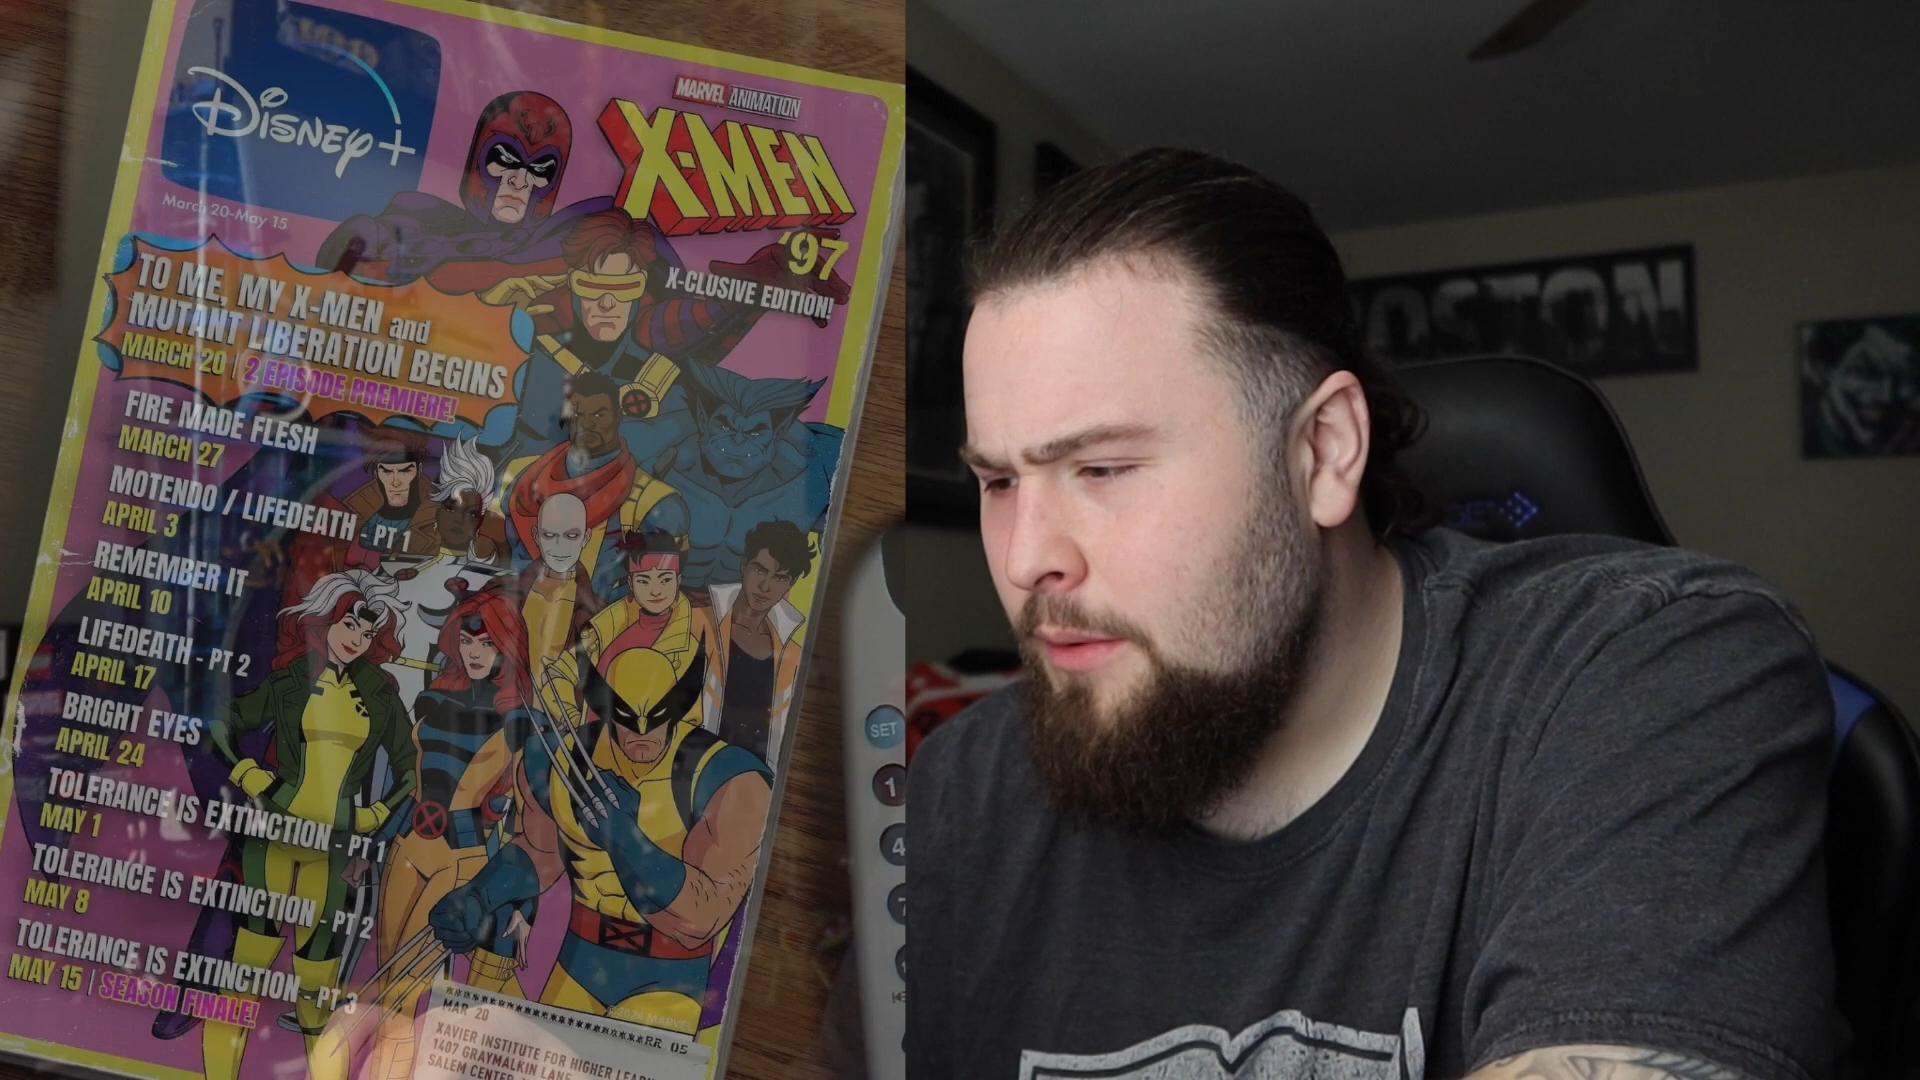 Disney+
March 20-May 15
MARVEL ANIMATION
X-MEN
'97
X-CLUSIVE EDITION!
TO ME, MY X-MEN and
MUTANT LIBERATION BEGINS
MARCH 20 | 2 EPISODE PREMIERE!
FIRE MADE FLESH
MARCH 27
MOTENDO / LIFEDEATH - PT 1
APRIL 3
REMEMBER IT
APRIL 10
LIFEDEATH - PT 2
APRIL 17
BRIGHT EYES
APRIL 24
TOLERANCE IS EXTINCTION - PT 1
MAY 1
TOLERANCE IS EXTINCTION - PT 2
MAY 8
TOLERANCE IS EXTINCTION - PT 3
MAY 15 | SEASON FINALE!
MAR 20
RR 05
XAVIER INSTITUTE FOR HIGHER
1407 GRAYMALKIN LANE
SALEM CENTER,
SET
1
4
7
OSTON